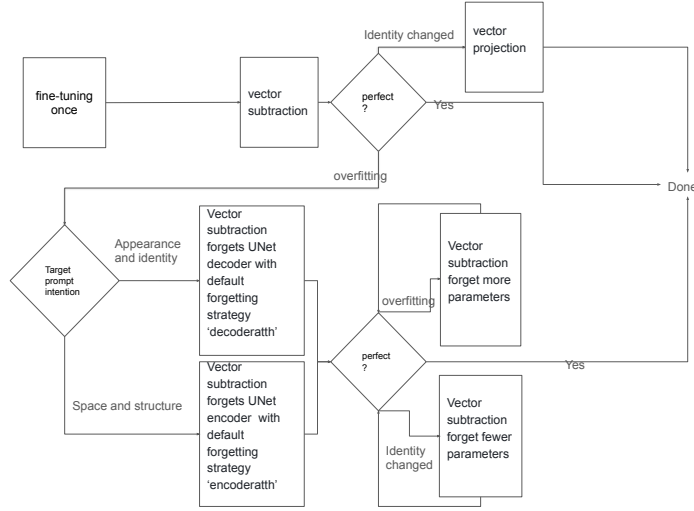 Identity changed
vector
projection
fine-tuning
once
vector
subtraction
perfect
?
Yes
overfitting
Done
Target
prompt
intention
Appearance
and identity
Vector
subtraction
forgets UNet
decoder with
default
forgetting
strategy
‘decoderatth’
Vector
subtraction
forget more
parameters
overfitting
perfect
?
Yes
Space and structure
Vector
subtraction
forgets UNet
encoder with
default
forgetting
strategy
‘encoderatth’
Identity
changed
Vector
subtraction
forget fewer
parameters